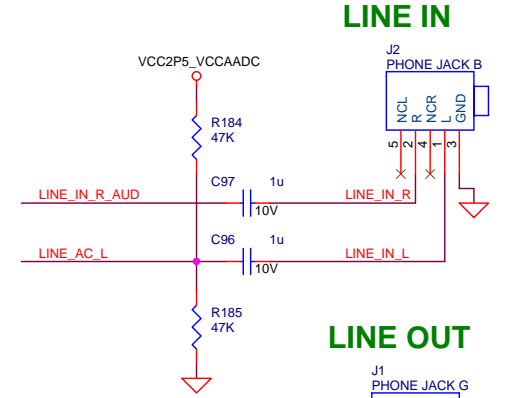 LINE IN
J2
PHONE JACK B
VCC2P5_VCCAADC
NCL
R
NCR
L
GND
5
2
4
1
3
R184
47K
C97 1u
LINE_IN_R_AUD
LINE_IN_R
10V
C96 1u
LINE_AC_L
LINE_IN_L
10V
R185
47K
LINE OUT
J1
PHONE JACK G